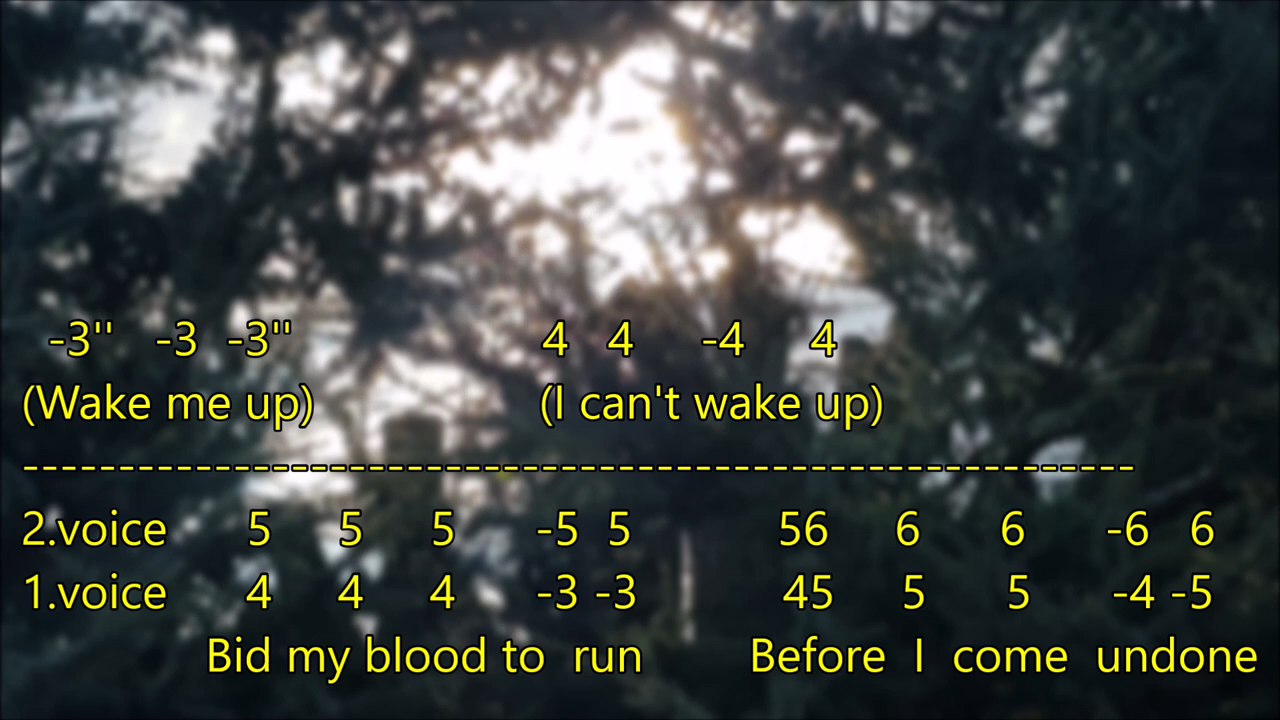 -3'' -3 -3'' 4 4 -4 4
(Wake me up) (I can't wake up)
-----------------------------------------------------------
2.voice 5 5 5 -5 5 56 6 6 -6 6
1.voice 4 4 4 -3 -3 45 5 5 -4 -5
Bid my blood to run Before I come undone